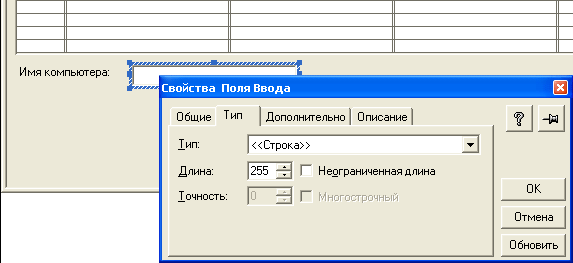 Имя компьютера:
Свойства Поля Ввода
Общие Тип Дополнительно Описание
Тип: <<Строка>>
Длина: 255 Неограниченная длина
Точность: 0 Многострочный
OK
Отмена
Обновить